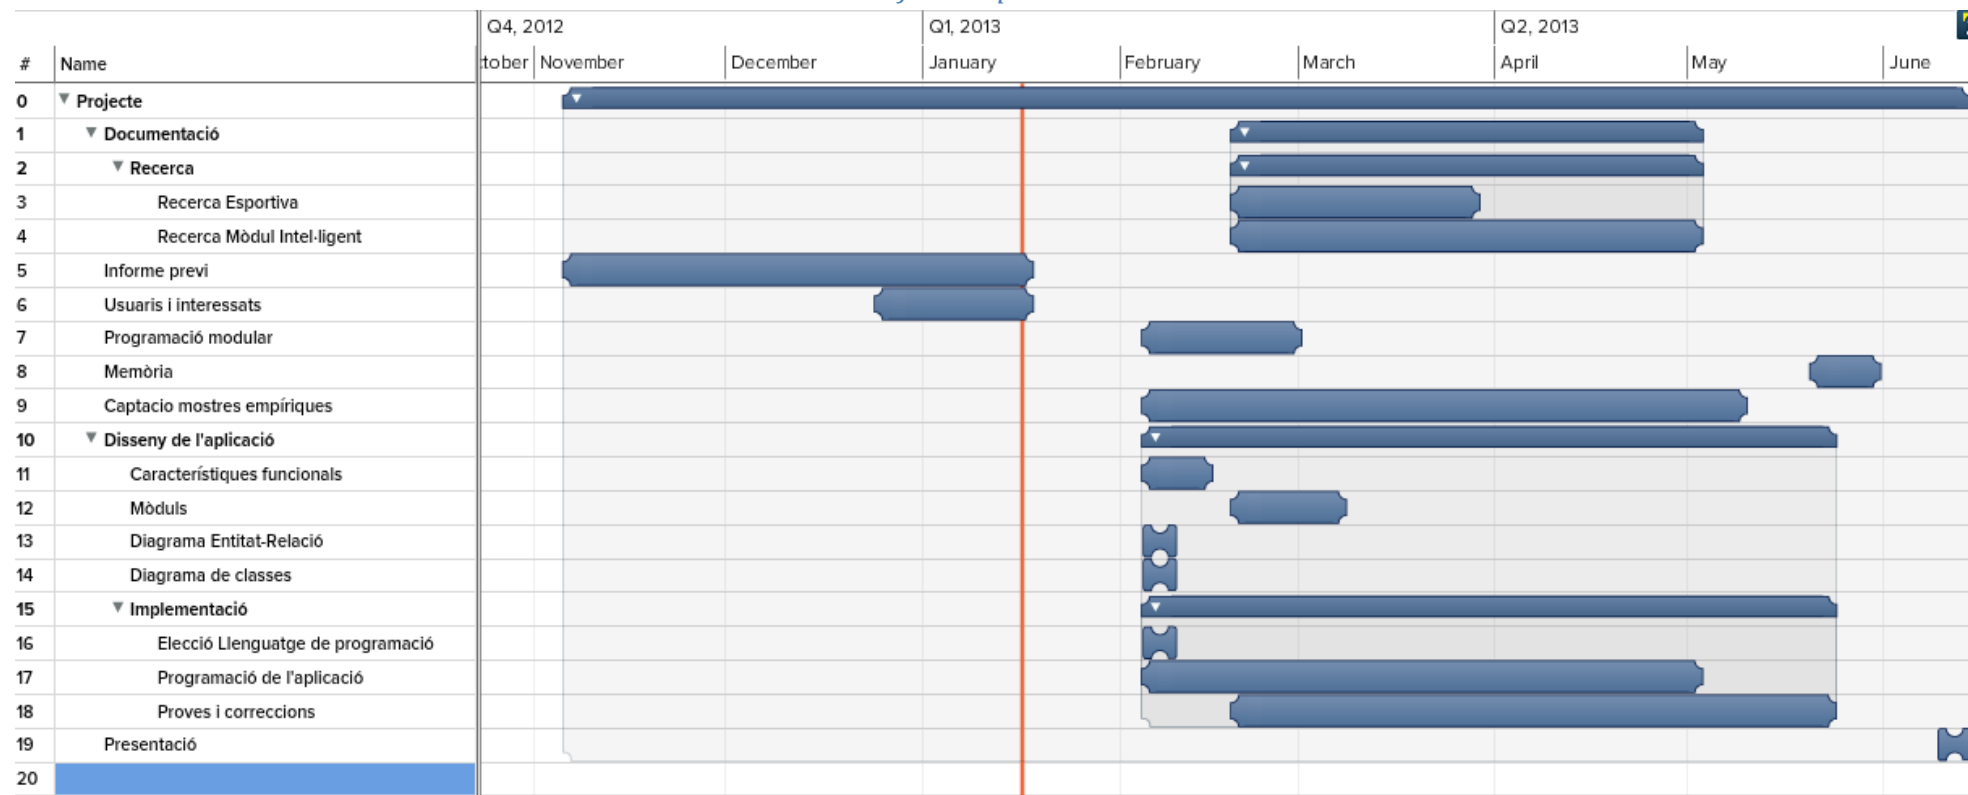 Q4, 2012 Q1, 2013 Q2, 2013
# Name tober November December January February March April May June
0 Projecte
1 Documentació
2 Recerca
3 Recerca Esportiva
4 Recerca Mòdul Intel·ligent
5 Informe previ
6 Usuaris i interessats
7 Programació modular
8 Memòria
9 Captacio mostres empíriques
10 Disseny de l'aplicació
11 Característiques funcionals
12 Mòduls
13 Diagrama Entitat-Relació
14 Diagrama de classes
15 Implementació
16 Elecció Llenguatge de programació
17 Programació de l'aplicació
18 Proves i correccions
19 Presentació
20